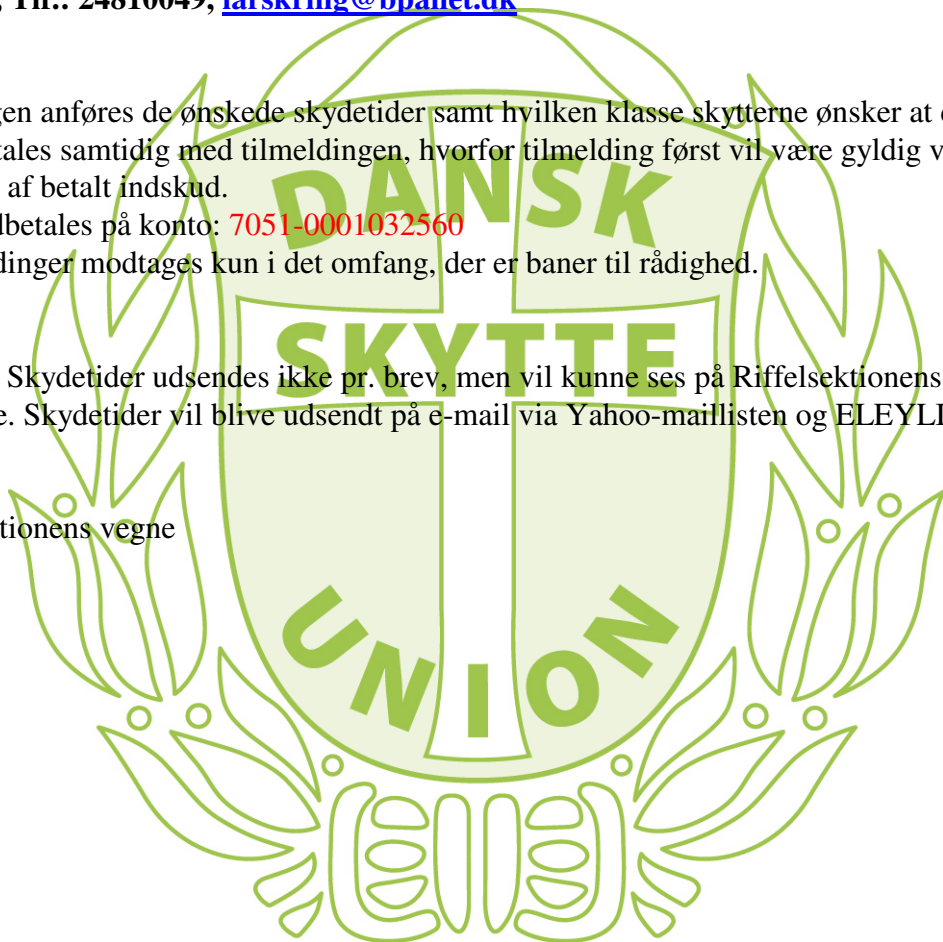 , Tlf.: 24810049, larskring@bpallet.dk
gen anføres de ønskede skydetider samt hvilken klasse skytterne ønsker at
tales samtidig med tilmeldingen, hvorfor tilmelding først vil være gyldig v
af betalt indskud.
dbetales på konto: 7051-0001032560
dinger modtages kun i det omfang, der er baner til rådighed.
Skydetider udsendes ikke pr. brev, men vil kunne ses på Riffelsektionens
e. Skydetider vil blive udsendt på e-mail via Yahoo-maillisten og
tionens vegne
DANSK
SKYTTE
UNION